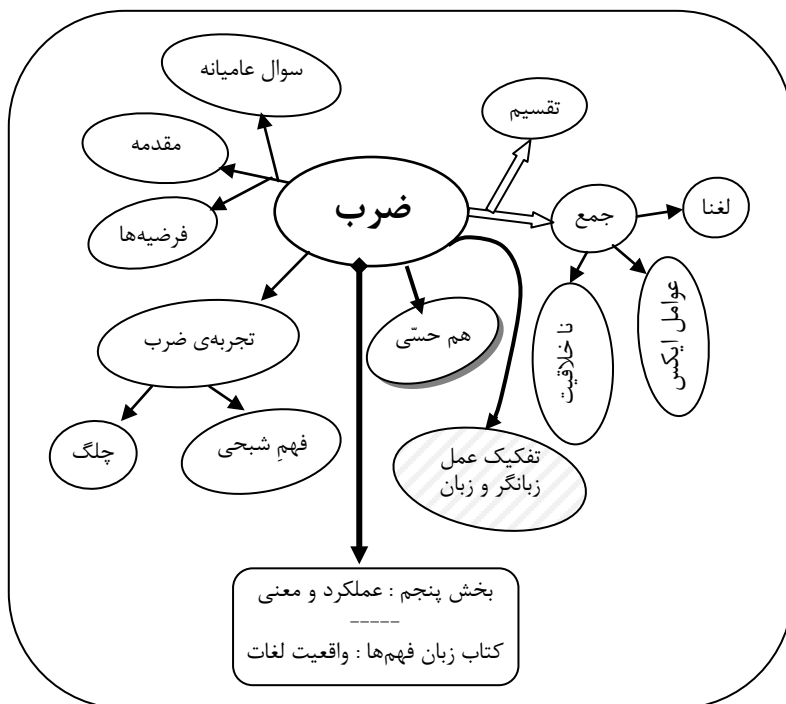 سوال عامیانه
تقسیم
مقدمه
ضرب
لغنا
جمع
فرضیه‌ها
عوامل ایکس
نا خلاقیت
تجربه‌ی ضرب
هم حسّی
چلگ
فهمِ شبحی
تفکیک عمل
زبانگر و زبان
بخش پنجم : عملکرد و معنی
-----
کتاب زبان فهم‌ها : واقعیت لغات